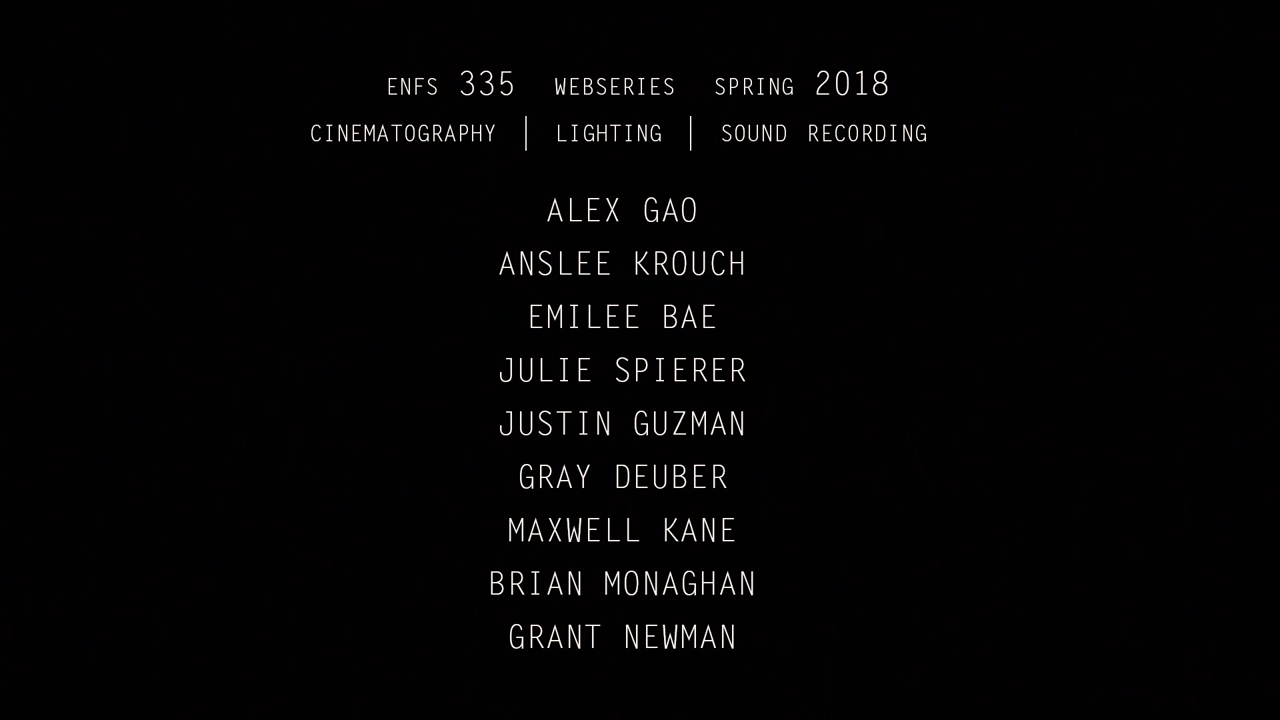 ENFS 335 WEBSERIES SPRING 2018
CINEMATOGRAPHY | LIGHTING | SOUND RECORDING
ALEX GAO
ANSLEE KROUCH
EMILEE BAE
JULIE SPIERER
JUSTIN GUZMAN
GRAY DEUBER
MAXWELL KANE
BRIAN MONAGHAN
GRANT NEWMAN